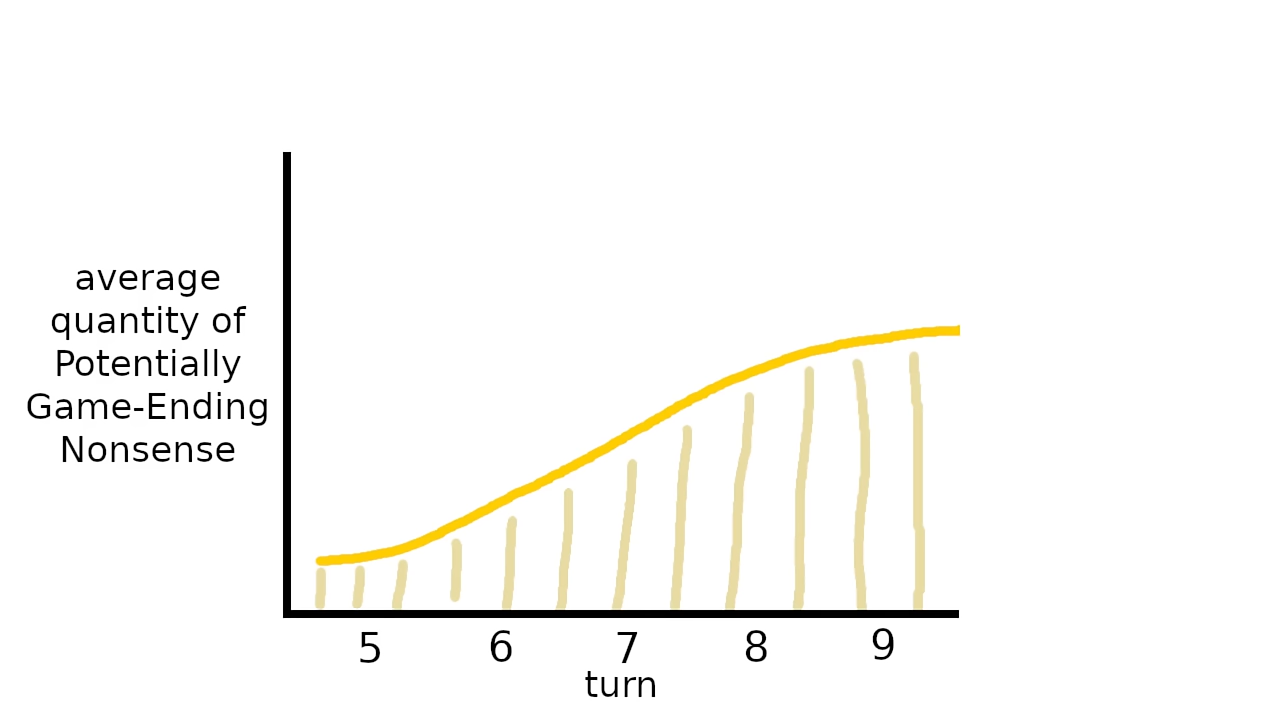 average
quantity of
Potentially
Game-Ending
Nonsense
5 6 7 8 9
turn